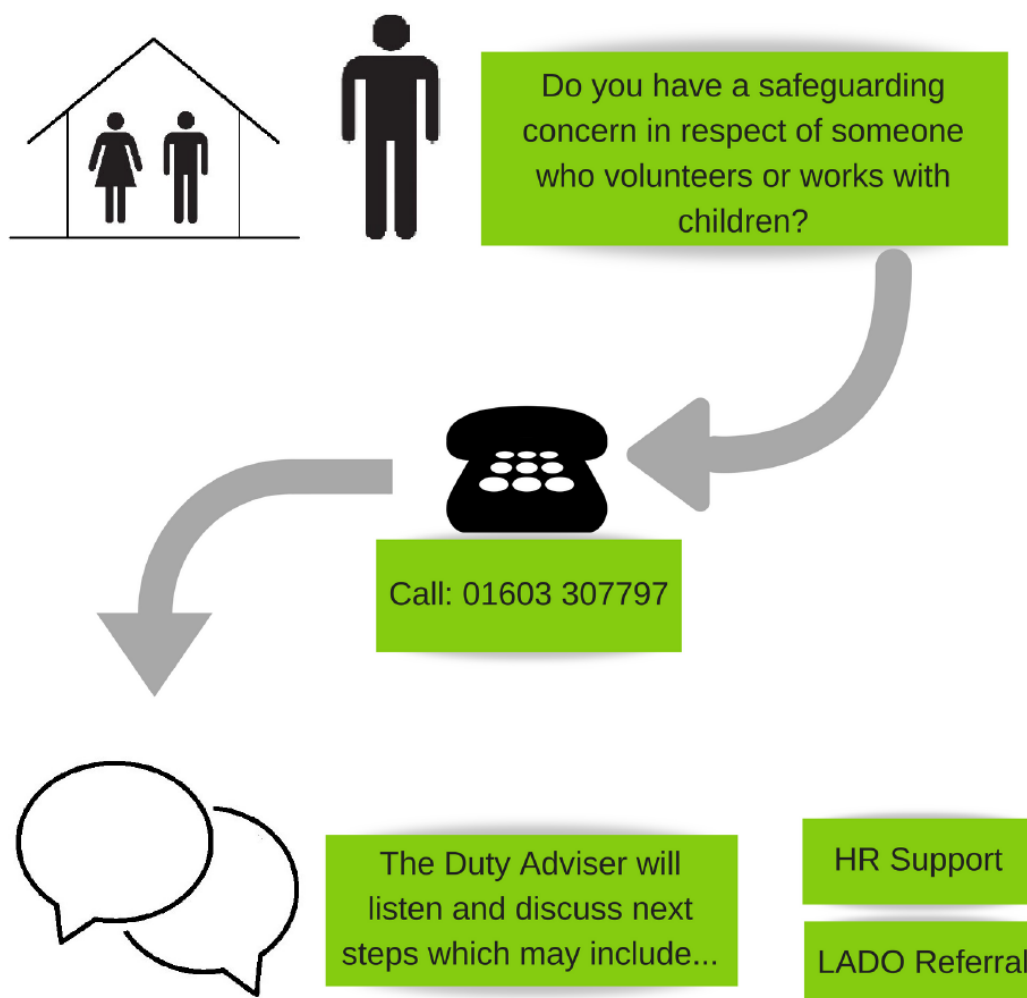 Do you have a safeguarding
concern in respect of someone
who volunteers or works with
children?
Call: 01603 307797
The Duty Adviser will
listen and discuss next
steps which may include...
HR Support
LADO Referral